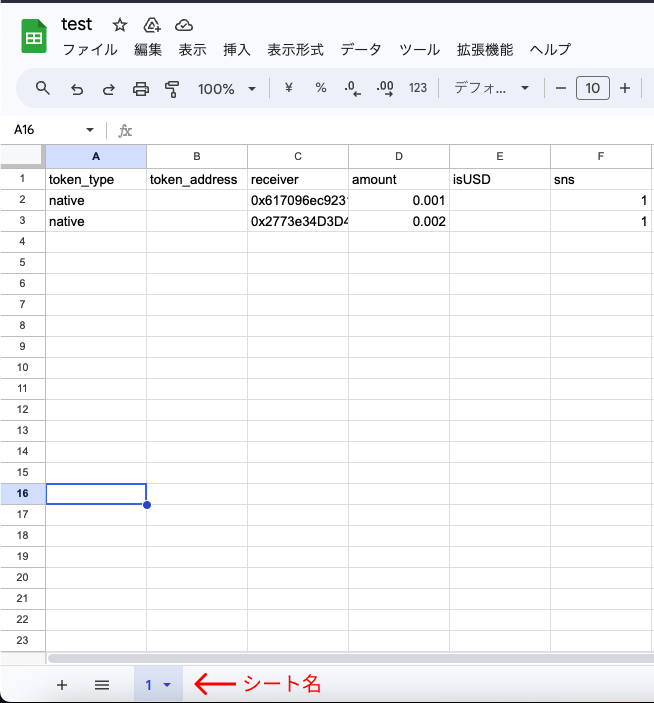 test
ファイル 編集 表示 挿入 表示形式 データ ツール 拡張機能 ヘルプ
100% ¥ % .0 .00 123 デフォ... 10
A16 fx
A B C D E F
1 token_type token_address receiver amount isUSD sns
2 native 0x617096ec923 0.001 1
3 native 0x2773e34D3D4 0.002 1
4
5
6
7
8
9
10
11
12
13
14
15
16
17
18
19
20
21
22
23
1 シート名